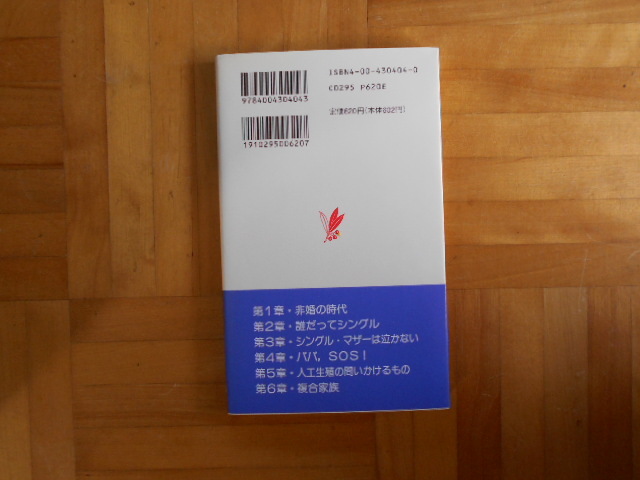 ISBN4-00-430404-0
C0295 P620E
定価620円(本体602円)
9784004304043
1910295006207
第1章・非婚の時代
第2章・誰だってシングル
第3章・シングル・マザーは泣かない
第4章・パパ，SOS！
第5章・人工生殖の問いかけるもの
第6章・複合家族